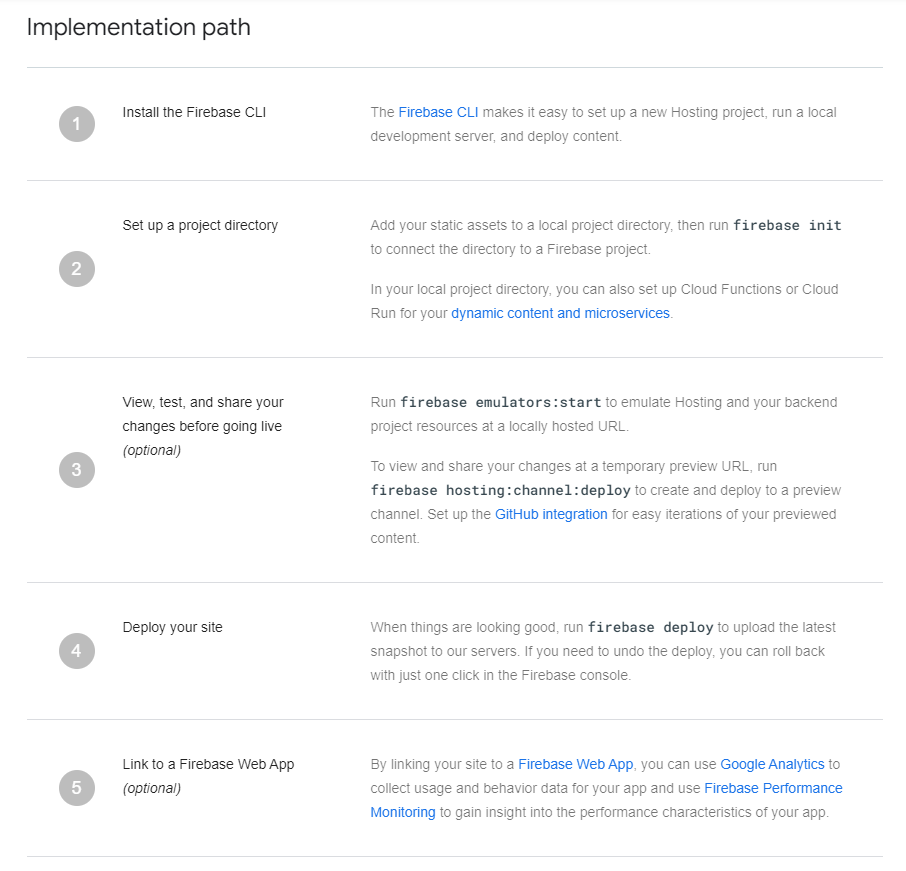 Implementation path
1
Install the Firebase CLI
The Firebase CLI makes it easy to set up a new Hosting project, run a local
development server, and deploy content.
2
Set up a project directory
Add your static assets to a local project directory, then run firebase init
to connect the directory to a Firebase project.
In your local project directory, you can also set up Cloud Functions or Cloud
Run for your dynamic content and microservices.
3
View, test, and share your
changes before going live
(optional)
Run firebase emulators:start to emulate Hosting and your backend
project resources at a locally hosted URL.
To view and share your changes at a temporary preview URL, run
firebase hosting:channel:deploy to create and deploy to a preview
channel. Set up the GitHub integration for easy iterations of your previewed
content.
4
Deploy your site
When things are looking good, run firebase deploy to upload the latest
snapshot to our servers. If you need to undo the deploy, you can roll back
with just one click in the Firebase console.
5
Link to a Firebase Web App
(optional)
By linking your site to a Firebase Web App, you can use Google Analytics to
collect usage and behavior data for your app and use Firebase Performance
Monitoring to gain insight into the performance characteristics of your app.